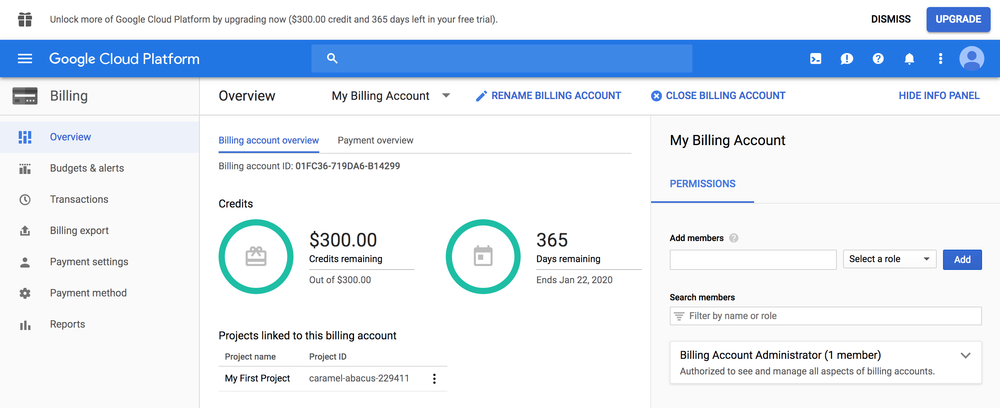 Unlock more of Google Cloud Platform by upgrading now ($300.00 credit and 365 days left in your free trial).
DISMISS
UPGRADE
Google Cloud Platform
Billing
Overview
My Billing Account
RENAME BILLING ACCOUNT
CLOSE BILLING ACCOUNT
HIDE INFO PANEL
Overview
Budgets & alerts
Transactions
Billing export
Payment settings
Payment method
Reports
Billing account overview
Payment overview
Billing account ID: 01FC36-719DA6-B14299
Credits
$300.00
Credits remaining
Out of $300.00
365
Days remaining
Ends Jan 22, 2020
Projects linked to this billing account
Project name
Project ID
My First Project
caramel-abacus-229411
My Billing Account
PERMISSIONS
Add members
Select a role
Add
Search members
Filter by name or role
Billing Account Administrator (1 member)
Authorized to see and manage all aspects of billing accounts.